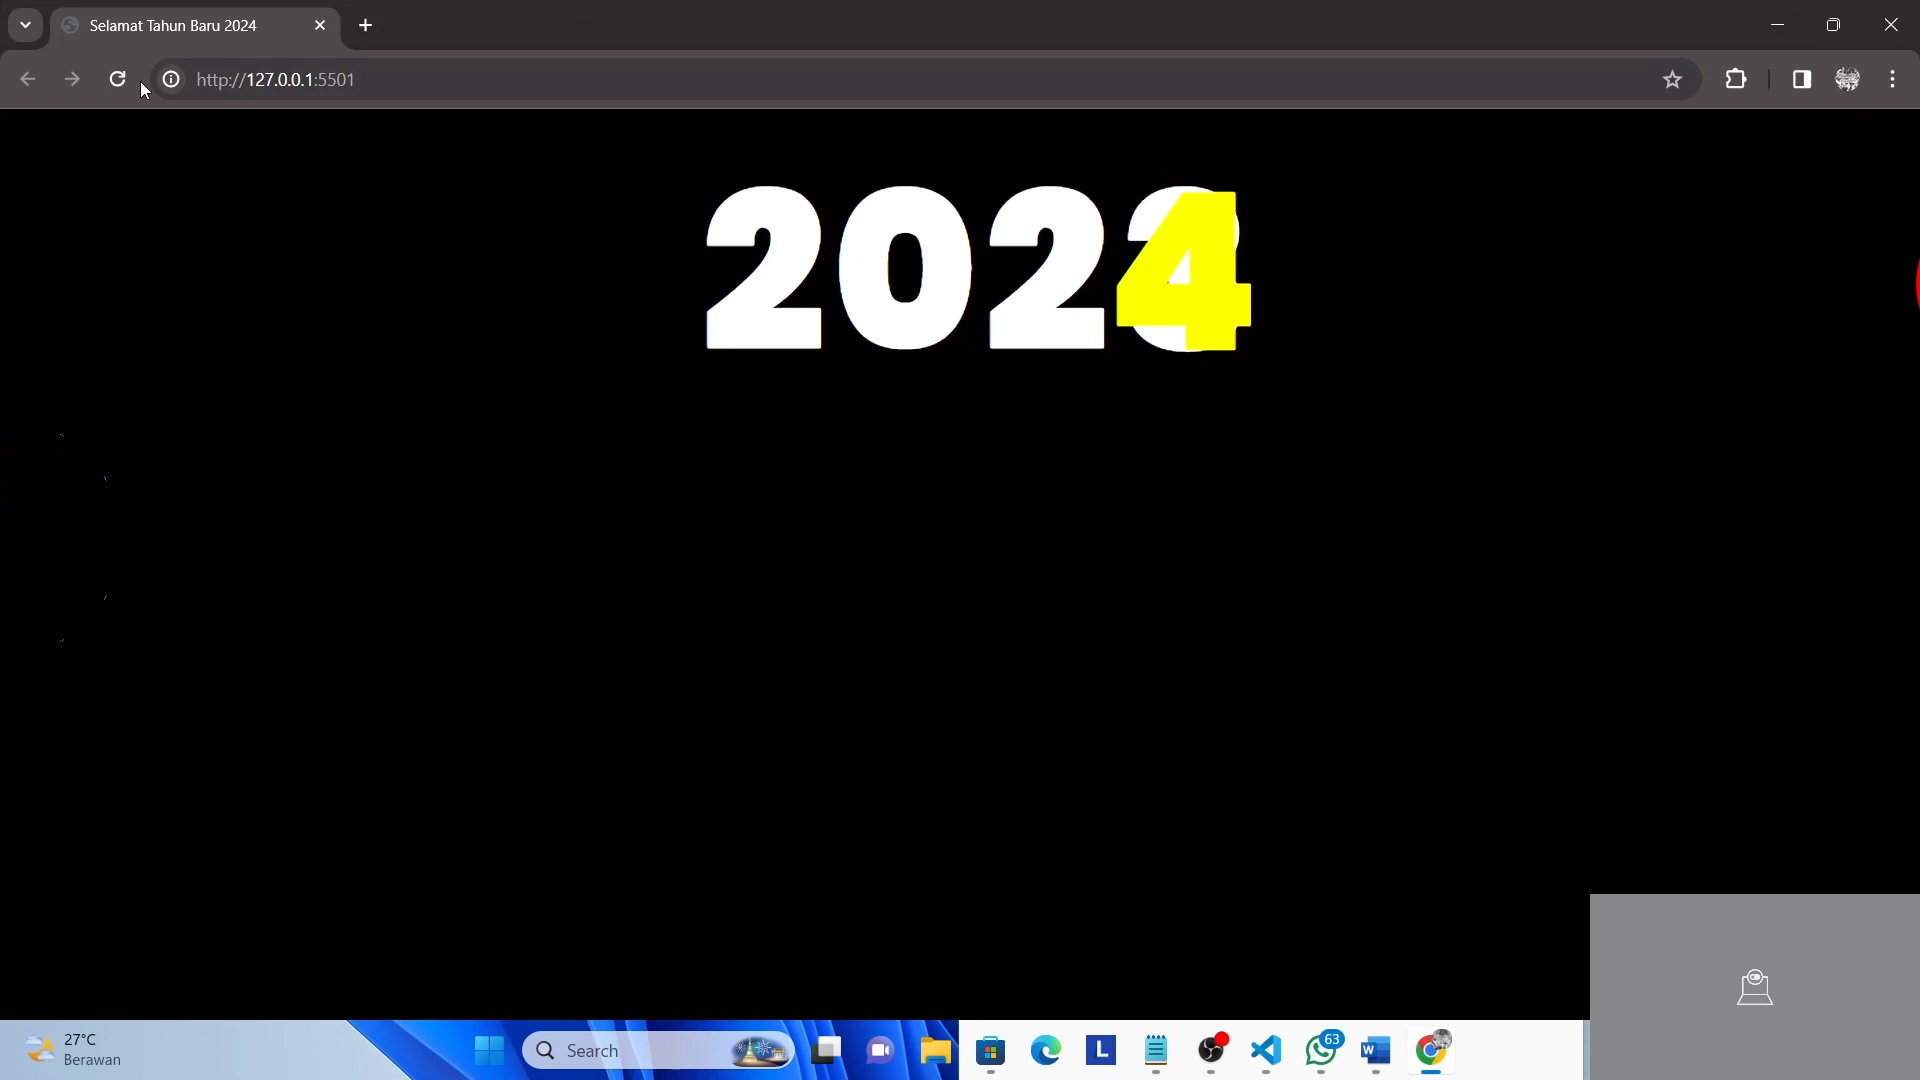 Selamat Tahun Baru 2024
http://127.0.0.1:5501
2024
27°C
Berawan
Search
L
63
W